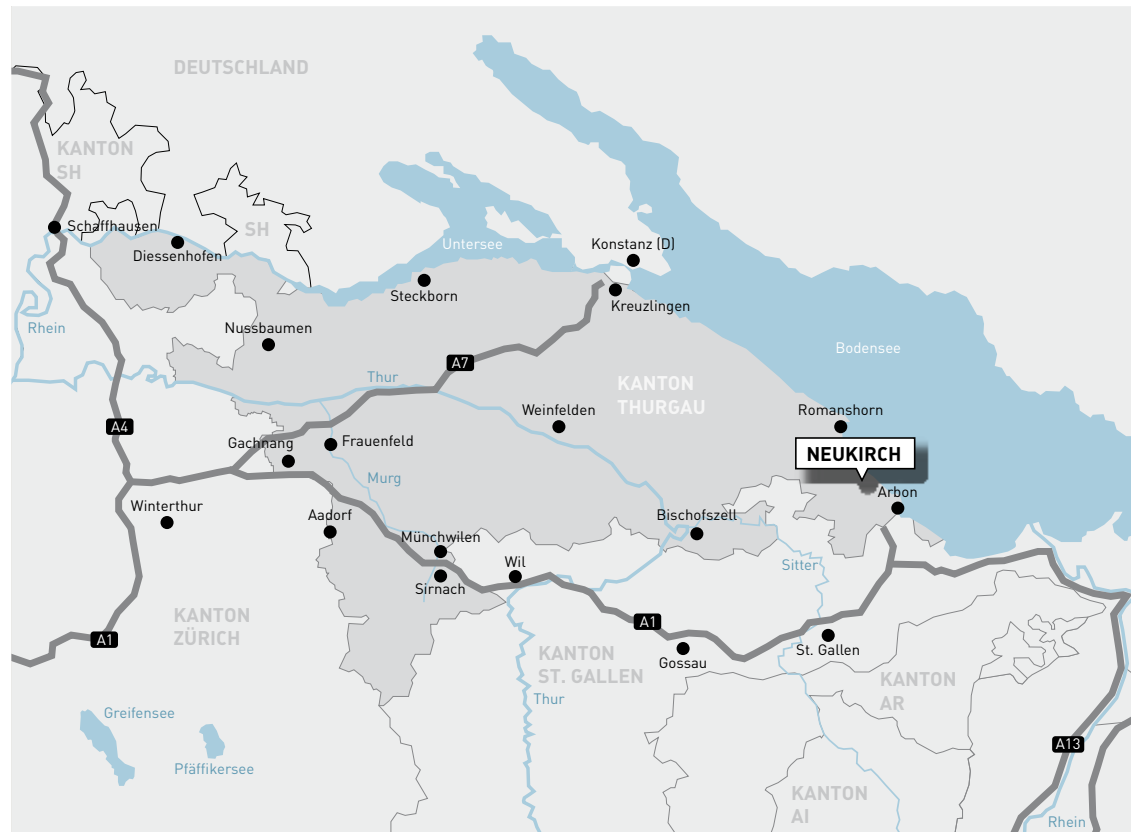 DEUTSCHLAND
KANTON
SH
Schaffhausen
Diessenhofen
SH
Untersee
Konstanz (D)
Steckborn
Kreuzlingen
Rhein
Nussbaumen
Bodensee
A7
Thur
KANTON
THURGAU
A4
Weinfelden
Romanshorn
Gachnang
Frauenfeld
NEUKIRCH
Murg
Arbon
Winterthur
Aadorf
Bischofszell
Münchwilen
Wil
Sitter
Sirnach
KANTON
ZÜRICH
A1
A1
St. Gallen
Gossau
KANTON
ST. GALLEN
KANTON
AR
Thur
Greifensee
Pfäffikersee
A13
KANTON
AI
Rhein